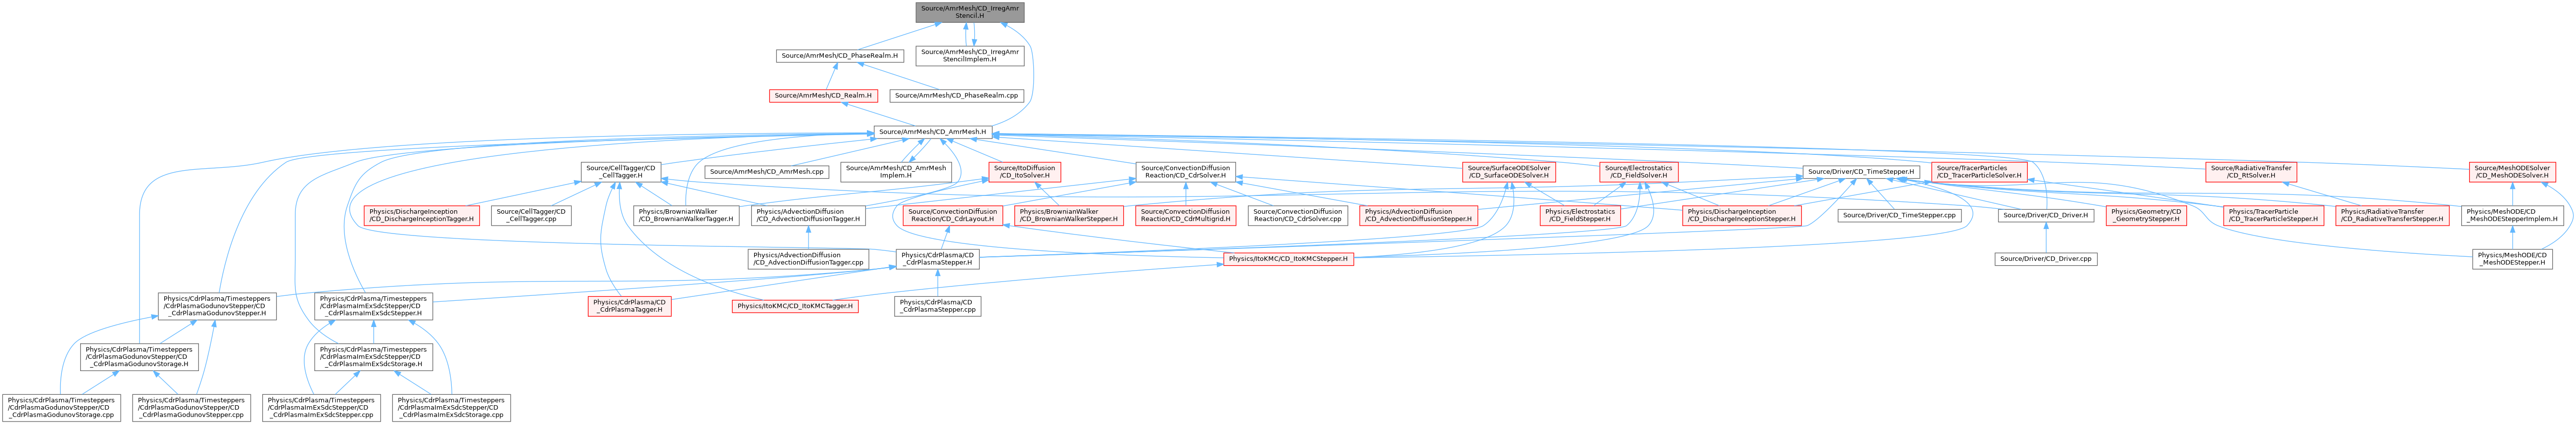 Source/AmrMesh/CD_IrregAmr
Stencil.H
Source/AmrMesh/CD_PhaseRealm.H
Source/AmrMesh/CD_IrregAmr
StencilImplem.H
Source/AmrMesh/CD_Realm.H
Source/AmrMesh/CD_PhaseRealm.cpp
Source/AmrMesh/CD_AmrMesh.H
Source/CellTagger/CD
_CellTagger.H
Source/AmrMesh/CD_AmrMesh.cpp
Source/AmrMesh/CD_AmrMesh
Implem.H
Source/ItoDiffusion
/CD_ItoSolver.H
Source/ConvectionDiffusion
Reaction/CD_CdrSolver.H
Source/SurfaceODESolver
/CD_SurfaceODESolver.H
Source/Electrostatics
/CD_FieldSolver.H
Source/Driver/CD_TimeStepper.H
Source/TracerParticles
/CD_TracerParticleSolver.H
Source/RadiativeTransfer
/CD_RtSolver.H
Source/MeshODESolver
/CD_MeshODESolver.H
Physics/DischargeInception
/CD_DischargeInceptionTagger.H
Source/CellTagger/CD
_CellTagger.cpp
Physics/BrownianWalker
/CD_BrownianWalkerTagger.H
Physics/AdvectionDiffusion
/CD_AdvectionDiffusionTagger.H
Source/ConvectionDiffusion
Reaction/CD_CdrLayout.H
Physics/BrownianWalker
/CD_BrownianWalkerStepper.H
Source/ConvectionDiffusion
Reaction/CD_CdrMultigrid.H
Source/ConvectionDiffusion
Reaction/CD_CdrSolver.cpp
Physics/AdvectionDiffusion
/CD_AdvectionDiffusionStepper.H
Physics/Electrostatics
/CD_FieldStepper.H
Physics/DischargeInception
/CD_DischargeInceptionStepper.H
Source/Driver/CD_TimeStepper.cpp
Source/Driver/CD_Driver.H
Physics/Geometry/CD
_GeometryStepper.H
Physics/TracerParticle
/CD_TracerParticleStepper.H
Physics/RadiativeTransfer
/CD_RadiativeTransferStepper.H
Physics/MeshODE/CD
_MeshODEStepperImplem.H
Physics/AdvectionDiffusion
/CD_AdvectionDiffusionTagger.cpp
Physics/CdrPlasma/CD
_CdrPlasmaStepper.H
Physics/ItoKMC/CD_ItoKMCStepper.H
Source/Driver/CD_Driver.cpp
Physics/MeshODE/CD
_MeshODEStepper.H
Physics/CdrPlasma/Timesteppers
/CdrPlasmaGodunovStepper/CD
_CdrPlasmaGodunovStepper.H
Physics/CdrPlasma/Timesteppers
/CdrPlasmaImExSdcStepper/CD
_CdrPlasmaImExSdcStepper.H
Physics/CdrPlasma/CD
_CdrPlasmaTagger.H
Physics/ItoKMC/CD_ItoKMCTagger.H
Physics/CdrPlasma/CD
_CdrPlasmaStepper.cpp
Physics/CdrPlasma/Timesteppers
/CdrPlasmaGodunovStepper/CD
_CdrPlasmaGodunovStorage.H
Physics/CdrPlasma/Timesteppers
/CdrPlasmaImExSdcStepper/CD
_CdrPlasmaImExSdcStorage.H
Physics/CdrPlasma/Timesteppers
/CdrPlasmaGodunovStepper/CD
_CdrPlasmaGodunovStorage.cpp
Physics/CdrPlasma/Timesteppers
/CdrPlasmaGodunovStepper/CD
_CdrPlasmaGodunovStepper.cpp
Physics/CdrPlasma/Timesteppers
/CdrPlasmaImExSdcStepper/CD
_CdrPlasmaImExSdcStepper.cpp
Physics/CdrPlasma/Timesteppers
/CdrPlasmaImExSdcStepper/CD
_CdrPlasmaImExSdcStorage.cpp